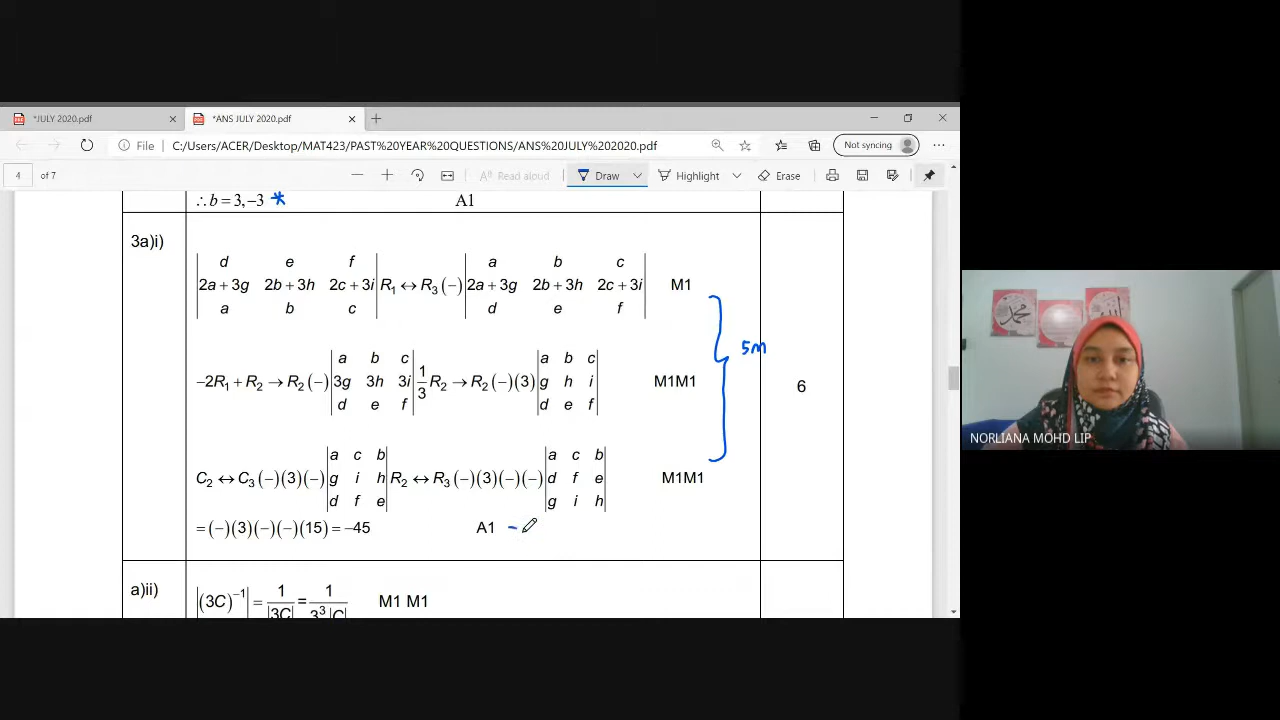 *JULY 2020.pdf
*ANS JULY 2020.pdf
File C:/Users/ACER/Desktop/MAT423/PAST%20YEAR%20QUESTIONS/ANS%20JULY%202020.pdf Not syncing
4 of 7 Read aloud Draw Highlight Erase
∴ b = 3, −3 * A1
3a)i)
|d e f; 2a + 3g 2b + 3h 2c + 3i; a b c| R₁ ↔ R₃ (−) |a b c; 2a + 3g 2b + 3h 2c + 3i; d e f| M1
5m
−2R₁ + R₂ → R₂ (−) |a b c; 3g 3h 3i; d e f| 1/3 R₂ → R₂ (−)(3) |a b c; g h i; d e f| M1M1
6
C₂ ↔ C₃ (−)(3)(−) |a c b; g i h; d f e| R₂ ↔ R₃ (−)(3)(−)(−) |a c b; d f e; g i h| M1M1
= (−)(3)(−)(−)(15) = −45 A1 −
a)ii)
|(3C)⁻¹| = 1/|3C| = 1/3³|C| M1 M1
NORLIANA MOHD LIP